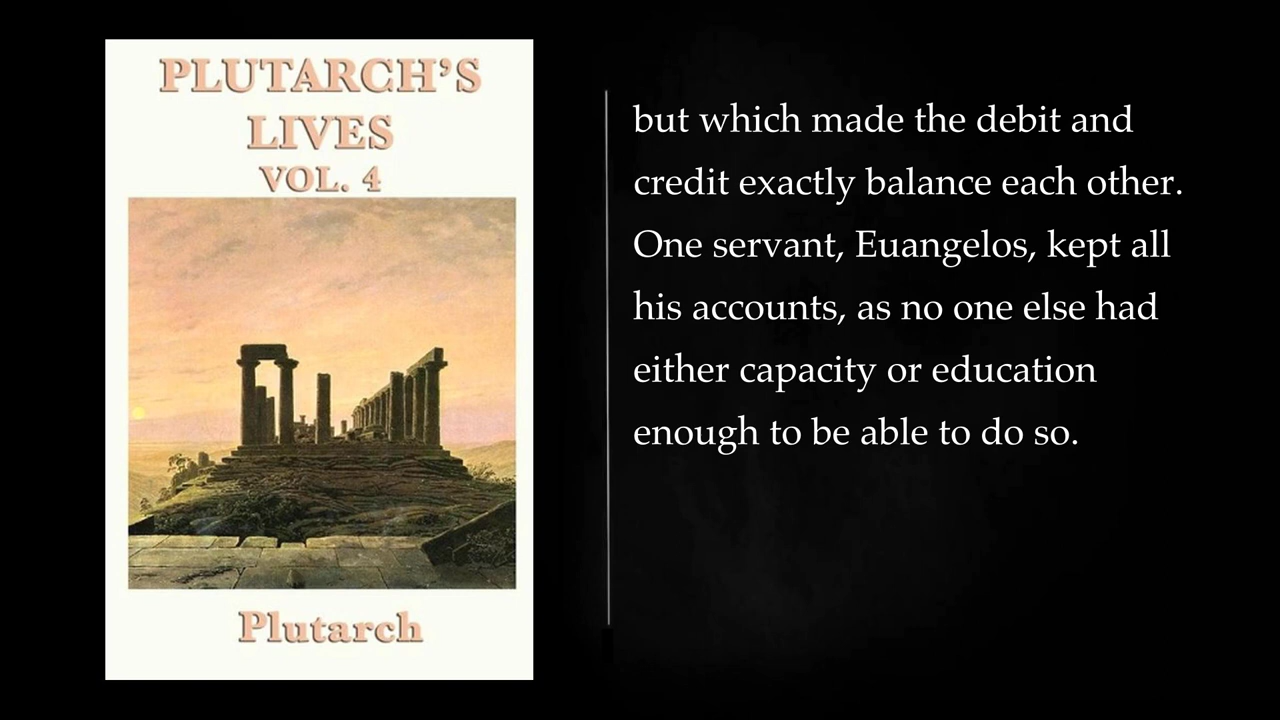 PLUTARCH'S
LIVES
VOL. 4
Plutarch
but which made the debit and
credit exactly balance each other.
One servant, Euangelos, kept all
his accounts, as no one else had
either capacity or education
enough to be able to do so.